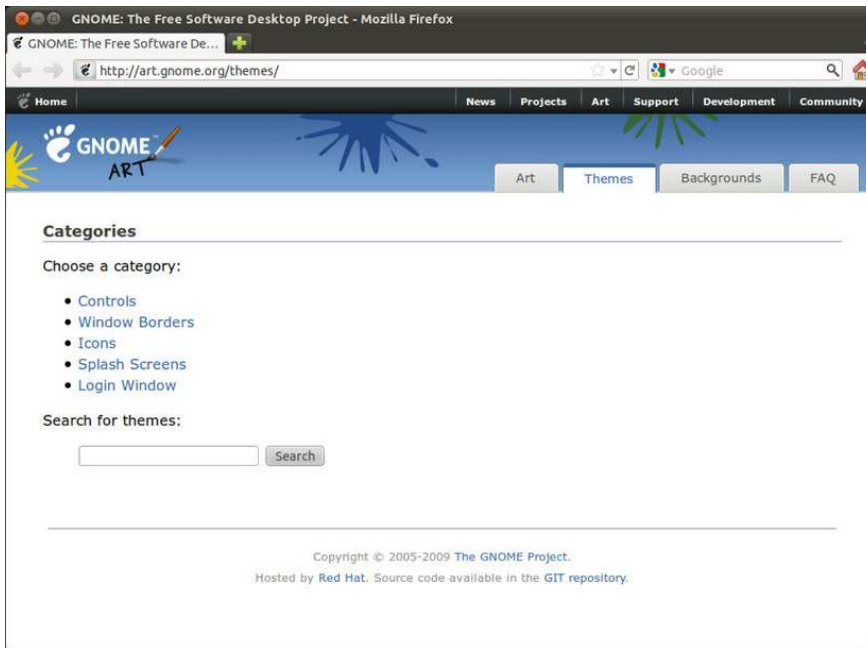 GNOME: The Free Software Desktop Project - Mozilla Firefox
GNOME: The Free Software De...
http://art.gnome.org/themes/
Google
Home News Projects Art Support Development Community
GNOME
ART
Art Themes Backgrounds FAQ
Categories
Choose a category:
• Controls
• Window Borders
• Icons
• Splash Screens
• Login Window
Search for themes:
Search
Copyright © 2005-2009 The GNOME Project.
Hosted by Red Hat. Source code available in the GIT repository.